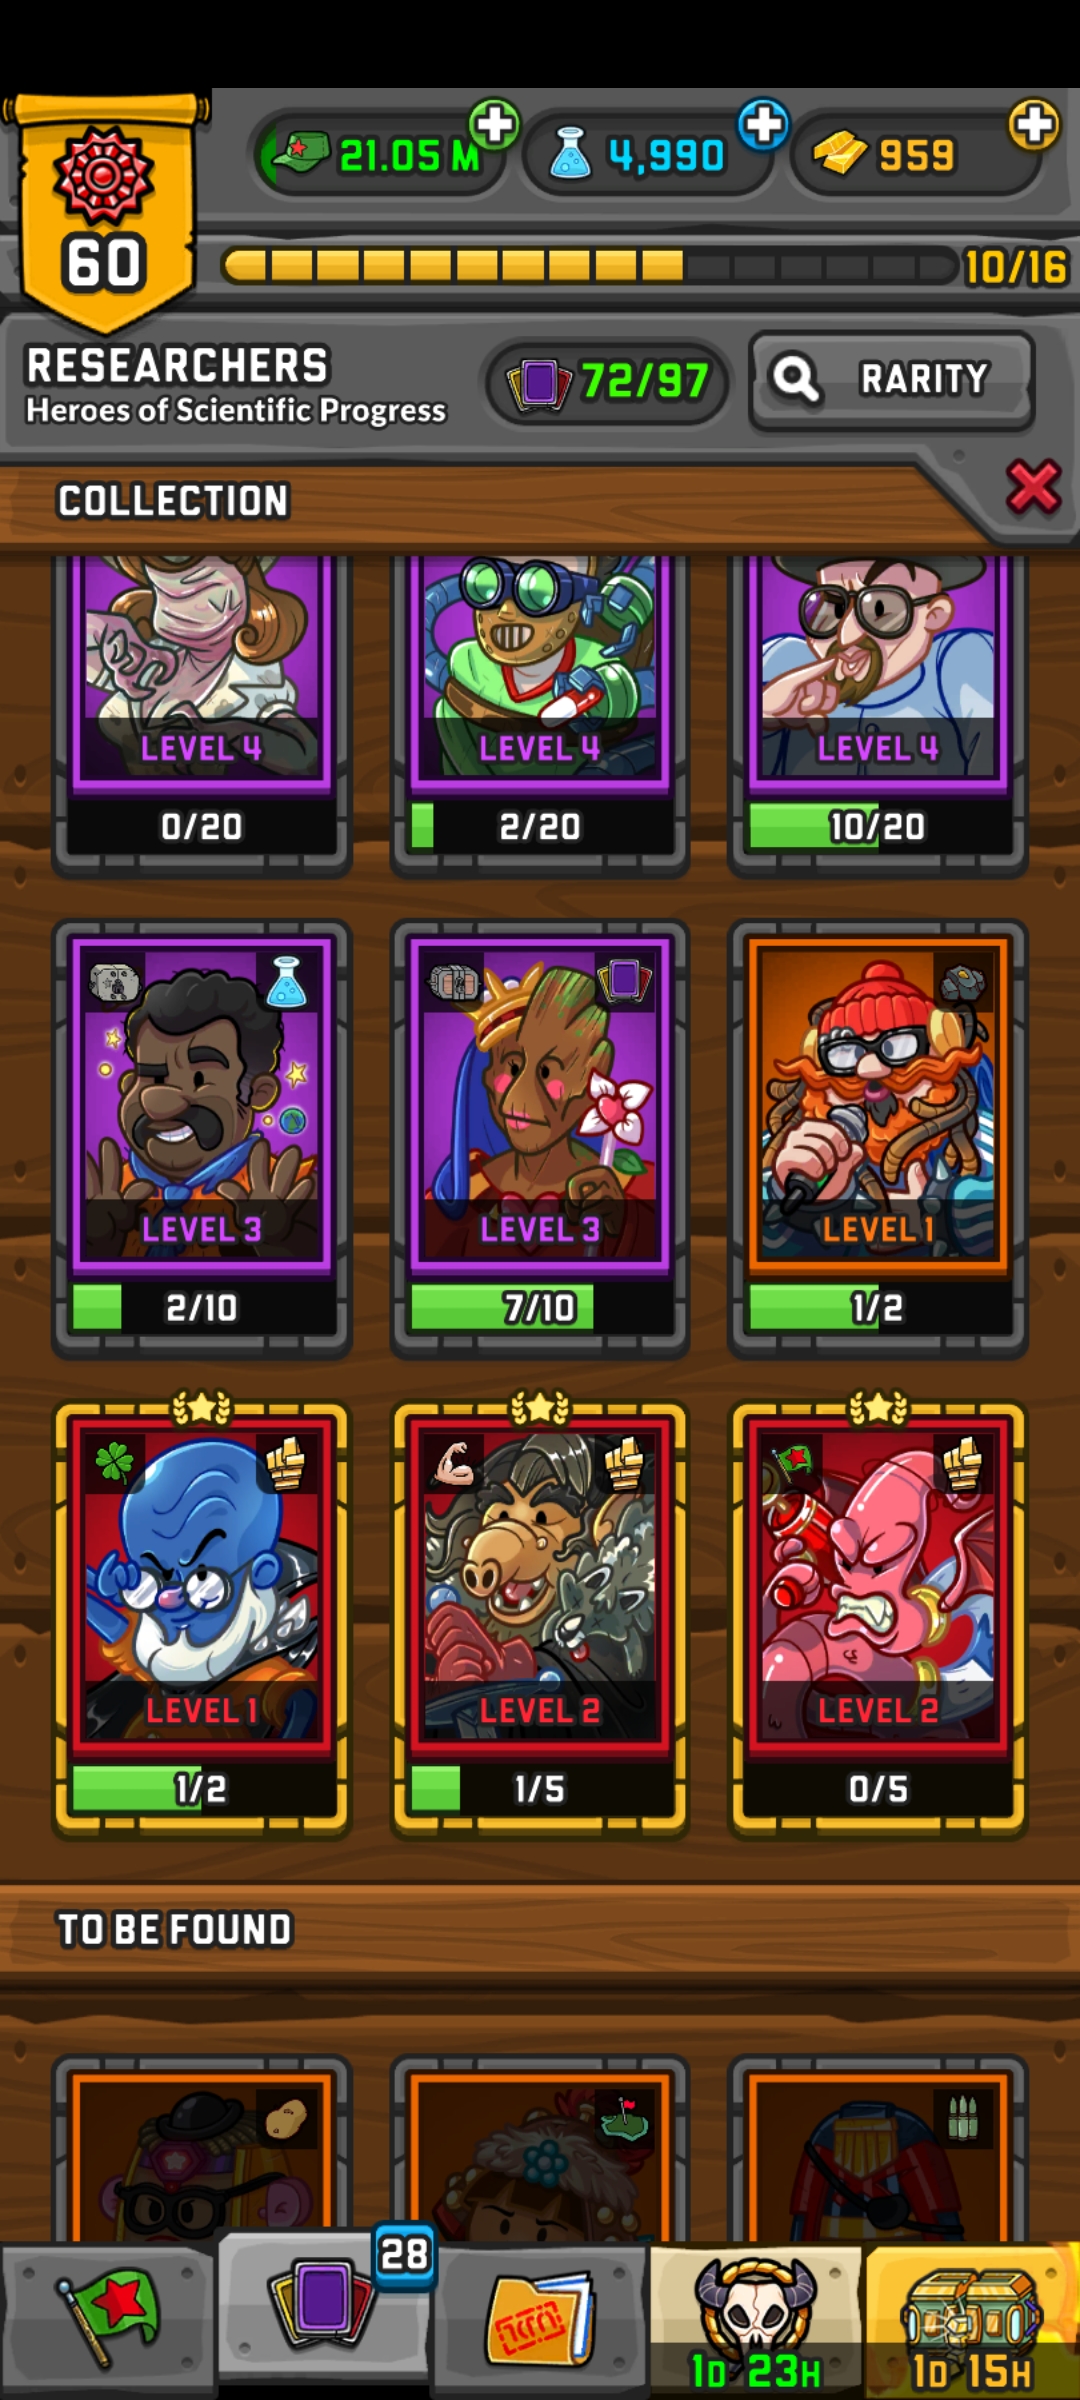 21.05 M
4,990
959
60
10/16
RESEARCHERS
Heroes of Scientific Progress
72/97
RARITY
COLLECTION
LEVEL 4
LEVEL 4
LEVEL 4
0/20
2/20
10/20
LEVEL 3
LEVEL 3
LEVEL 1
2/10
7/10
1/2
LEVEL 1
LEVEL 2
LEVEL 2
1/2
1/5
0/5
TO BE FOUND
28
1D 23H
1D 15H